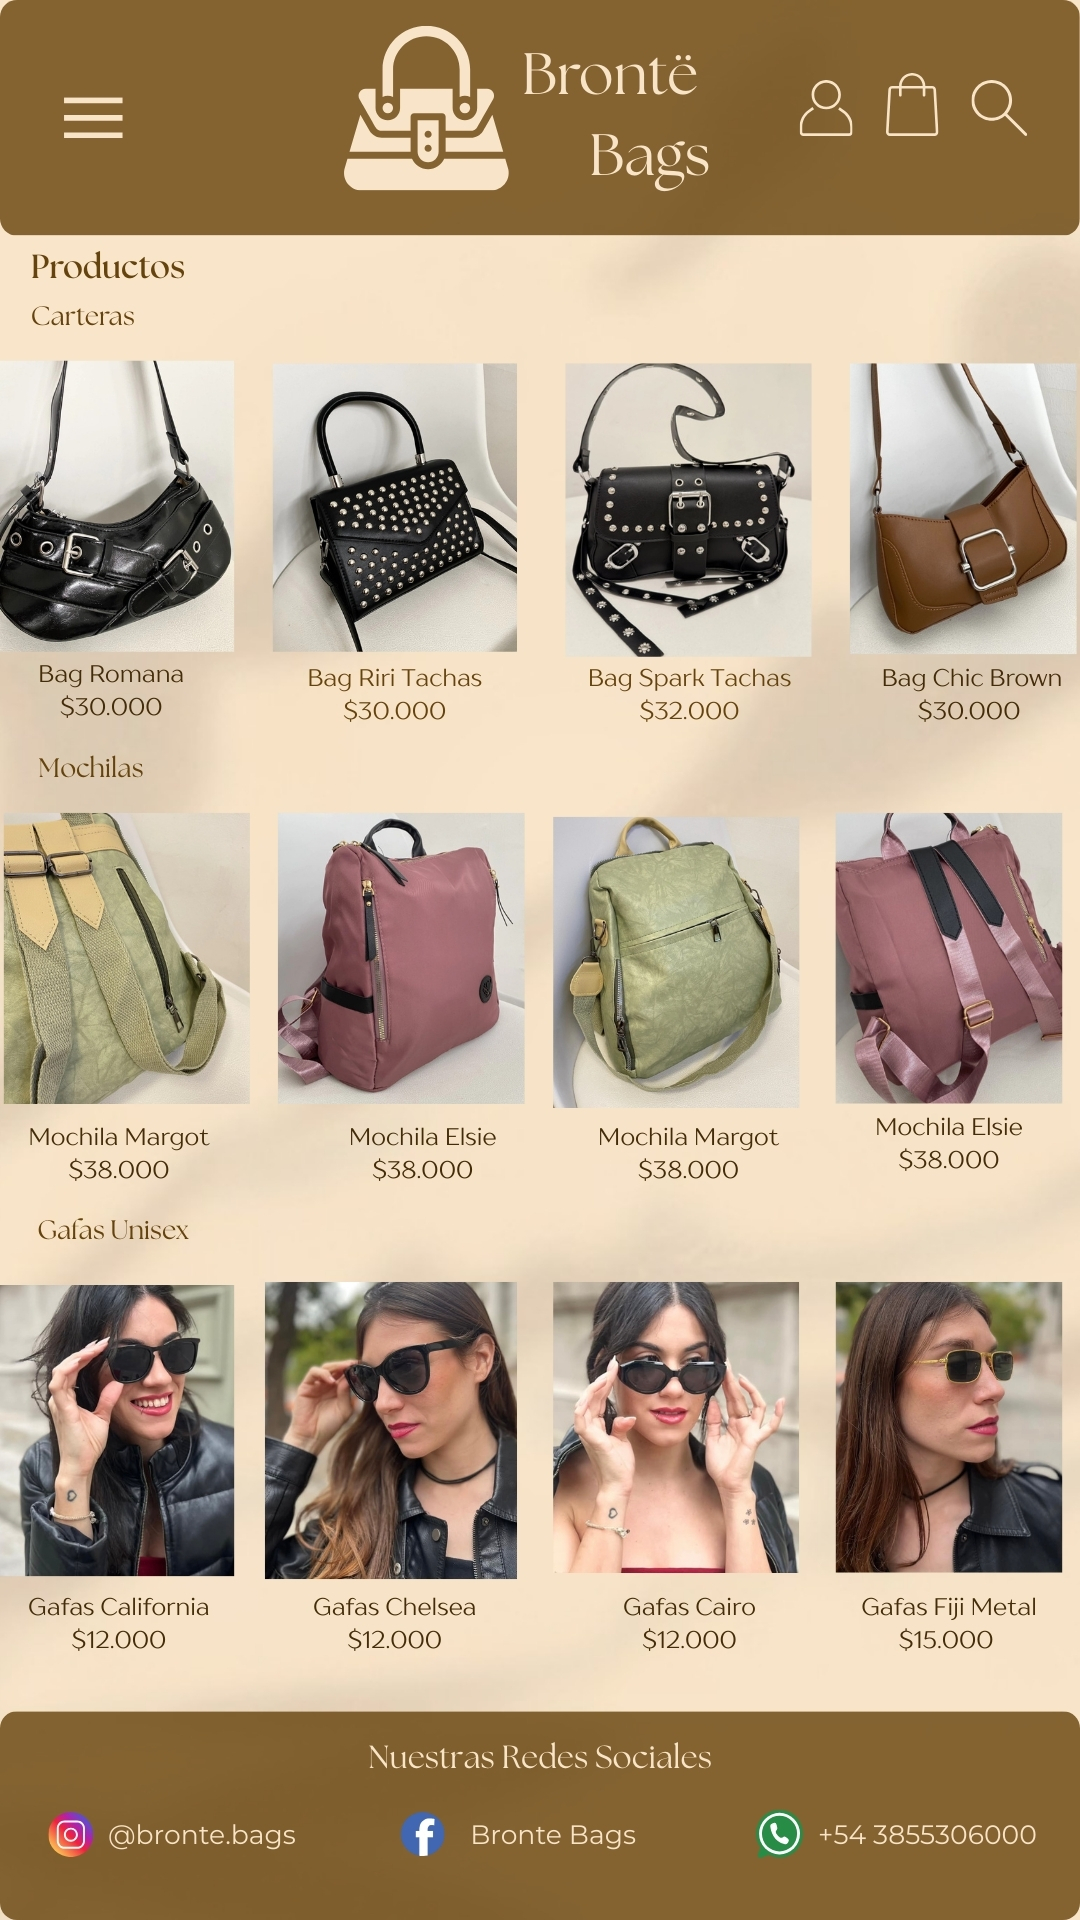 Brontë
Bags
Productos
Carteras
Bag Romana
$30.000
Bag Riri Tachas
$30.000
Bag Spark Tachas
$32.000
Bag Chic Brown
$30.000
Mochilas
Mochila Margot
$38.000
Mochila Elsie
$38.000
Mochila Margot
$38.000
Mochila Elsie
$38.000
Gafas Unisex
Gafas California
$12.000
Gafas Chelsea
$12.000
Gafas Cairo
$12.000
Gafas Fiji Metal
$15.000
Nuestras Redes Sociales
@bronte.bags
Bronte Bags
+54 3855306000